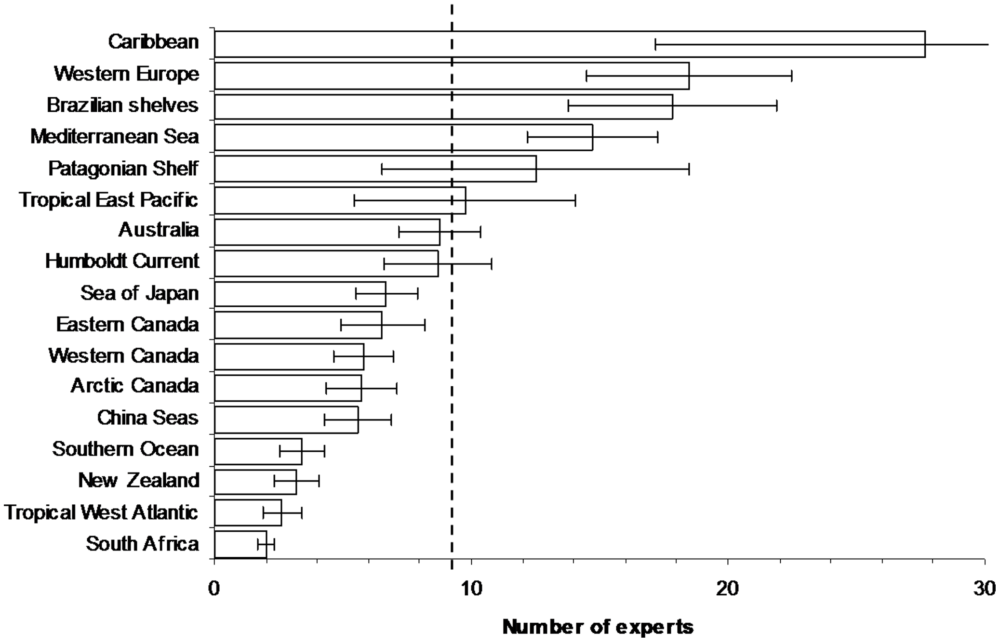 Caribbean
Western Europe
Brazilian shelves
Mediterranean Sea
Patagonian Shelf
Tropical East Pacific
Australia
Humboldt Current
Sea of Japan
Eastern Canada
Western Canada
Arctic Canada
China Seas
Southern Ocean
New Zealand
Tropical West Atlantic
South Africa
0 10 20 30
Number of experts